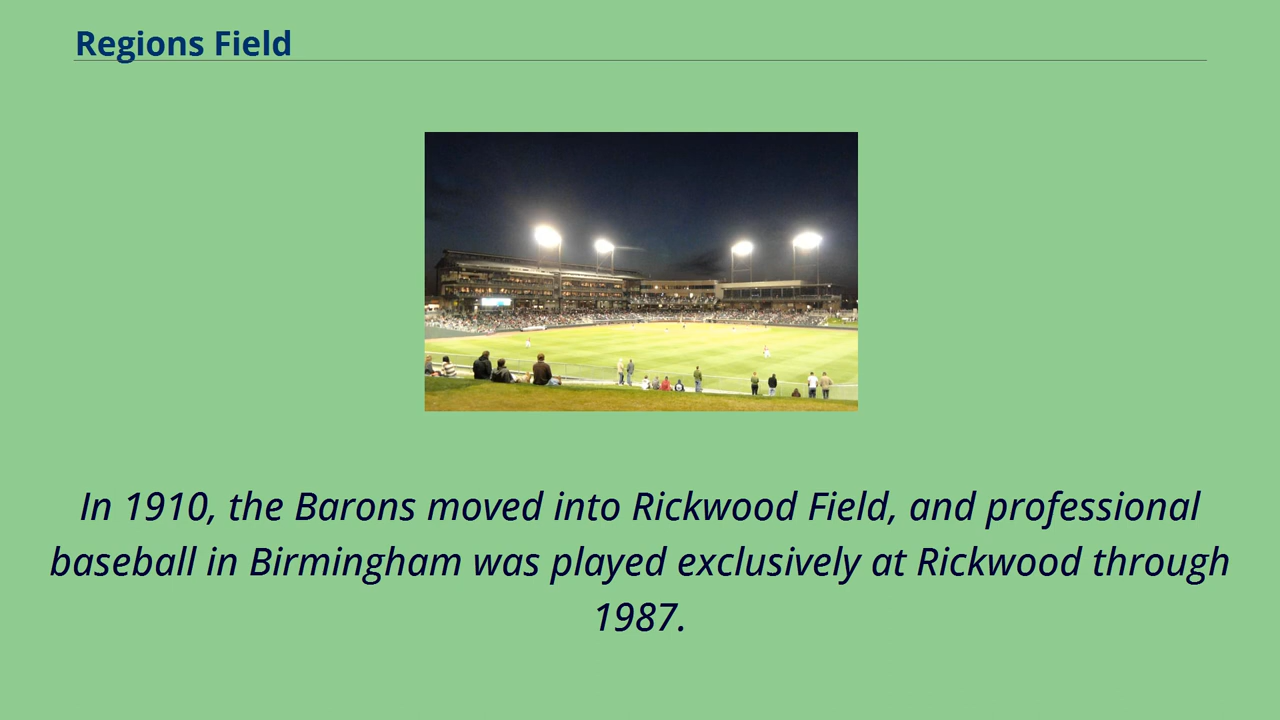 Regions Field
In 1910, the Barons moved into Rickwood Field, and professional
baseball in Birmingham was played exclusively at Rickwood through
1987.